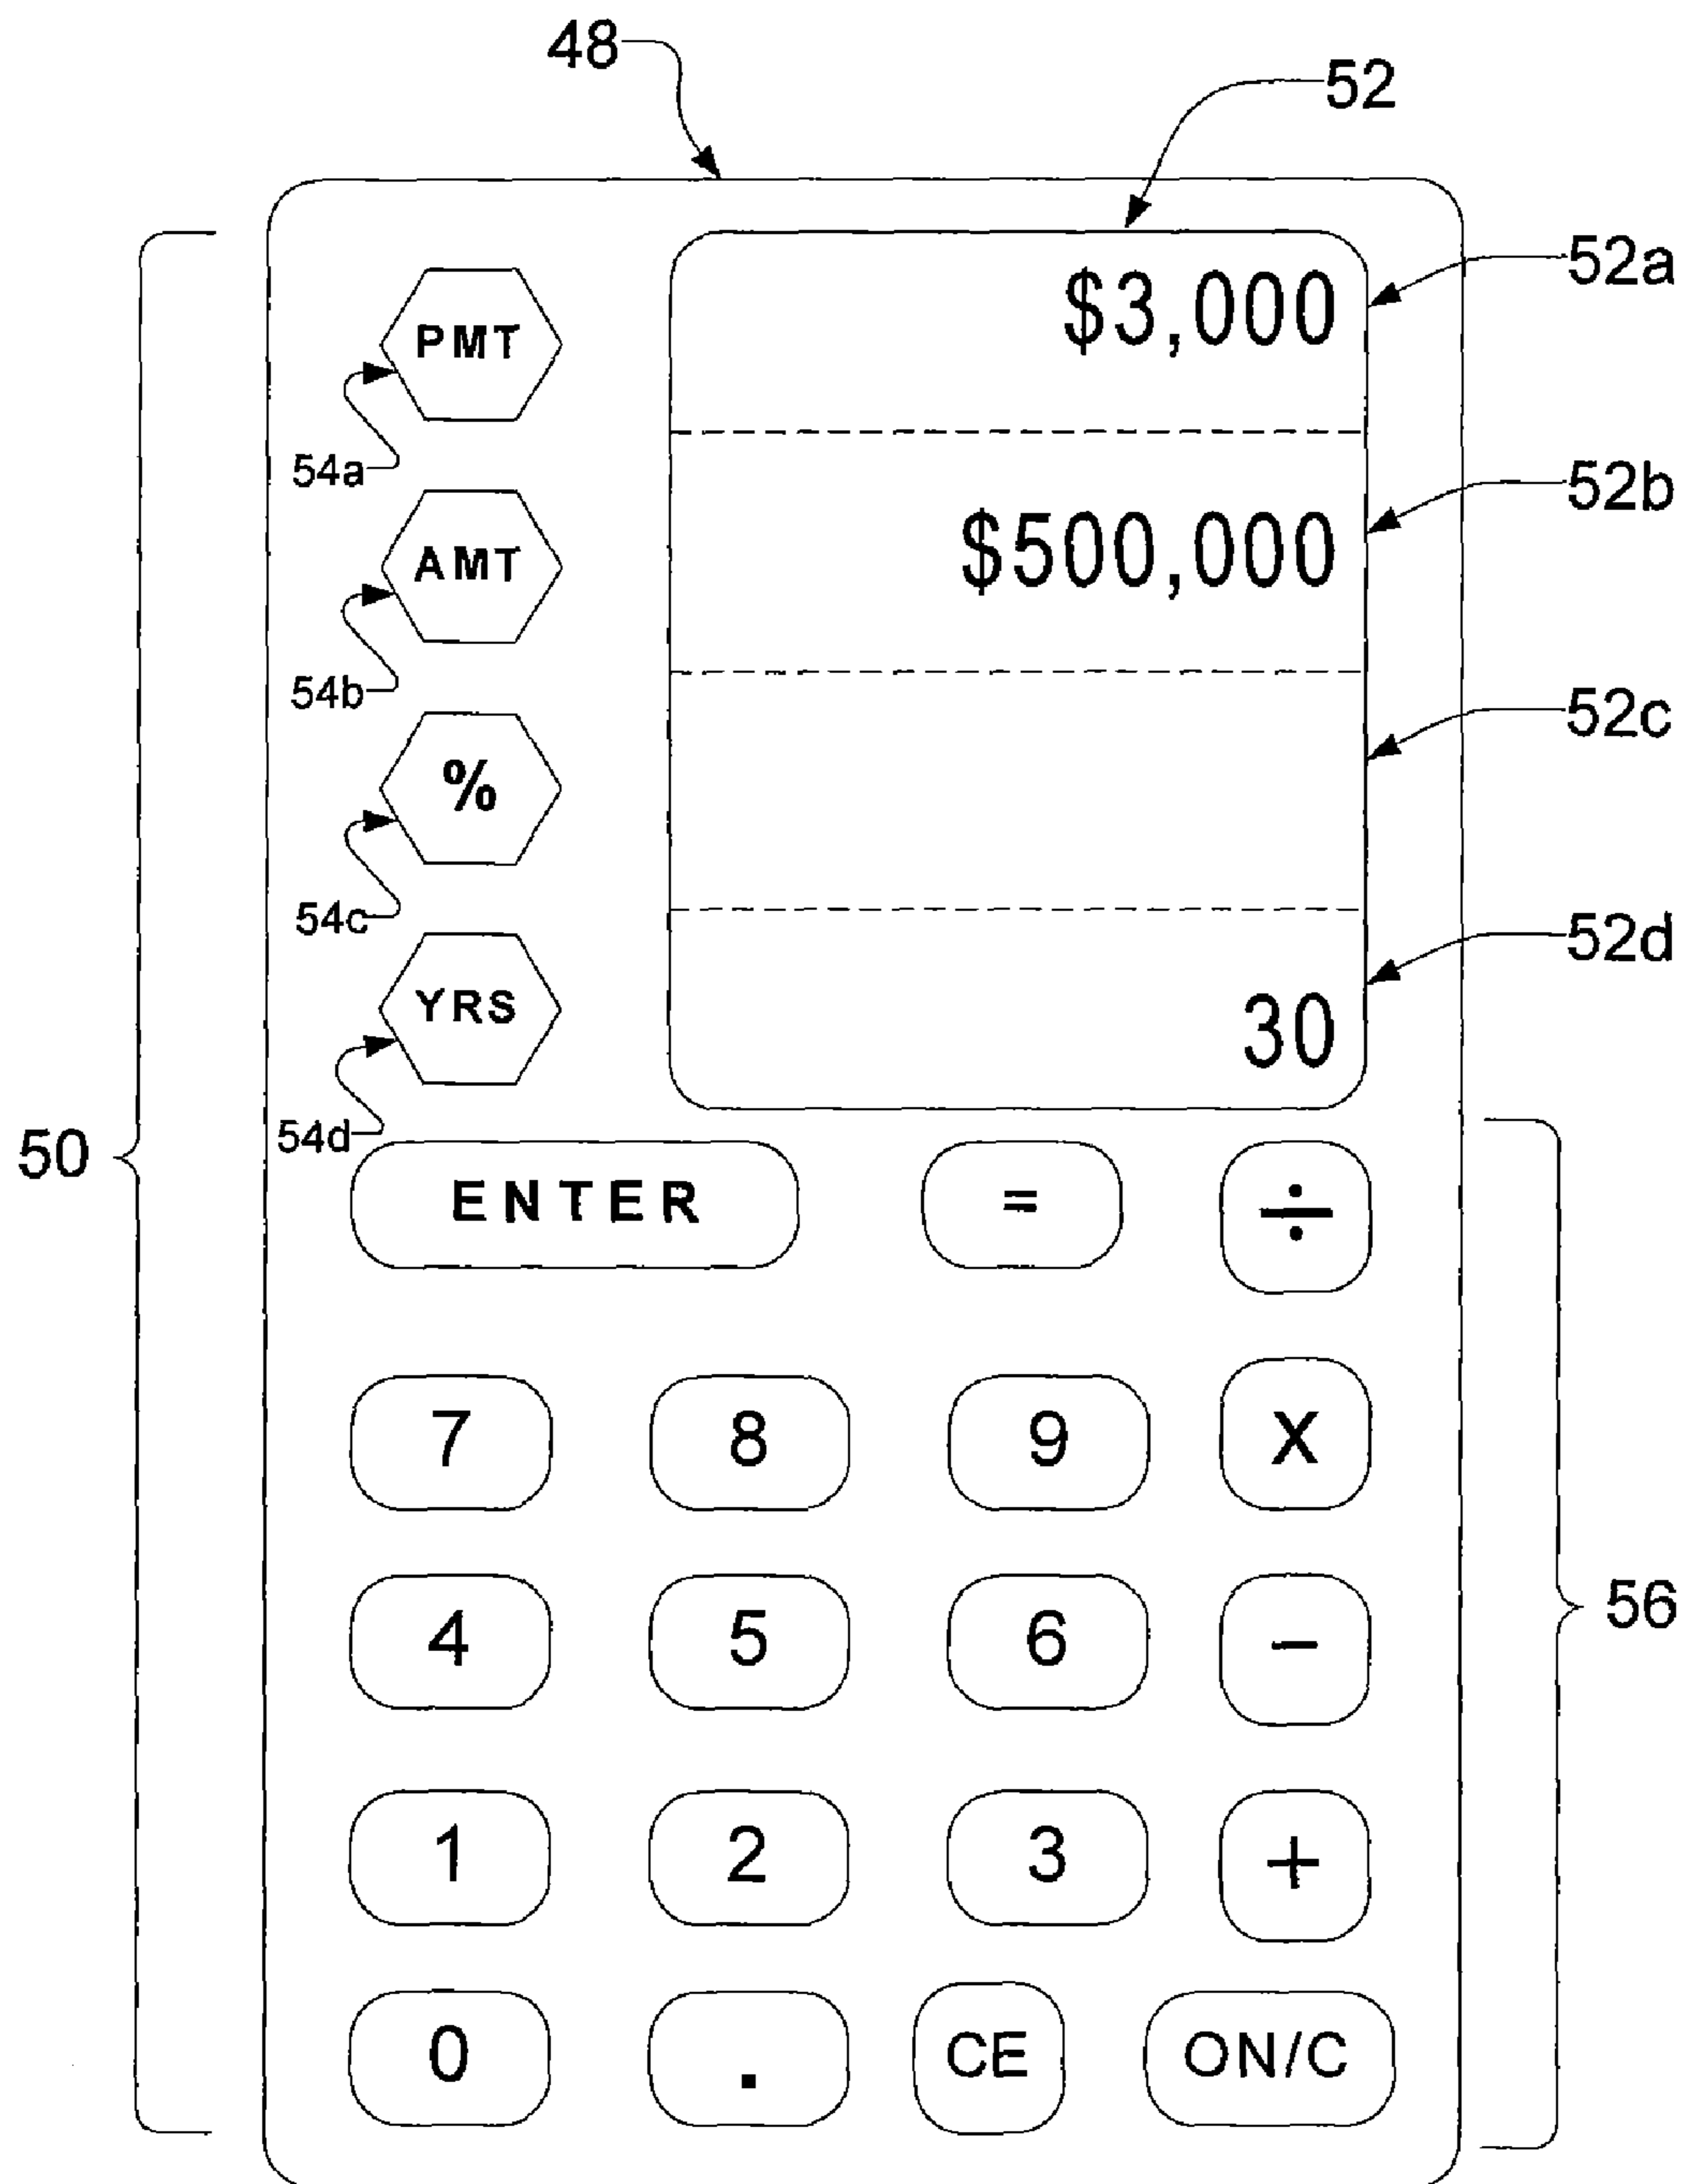 48
52
$3,000
52a
PMT
54a
$500,000
52b
AMT
54b
52c
%
54c
52d
YRS
30
54d
50
ENTER = ÷
7 8 9 X
4 5 6 −
56
1 2 3 +
0 . CE ON/C